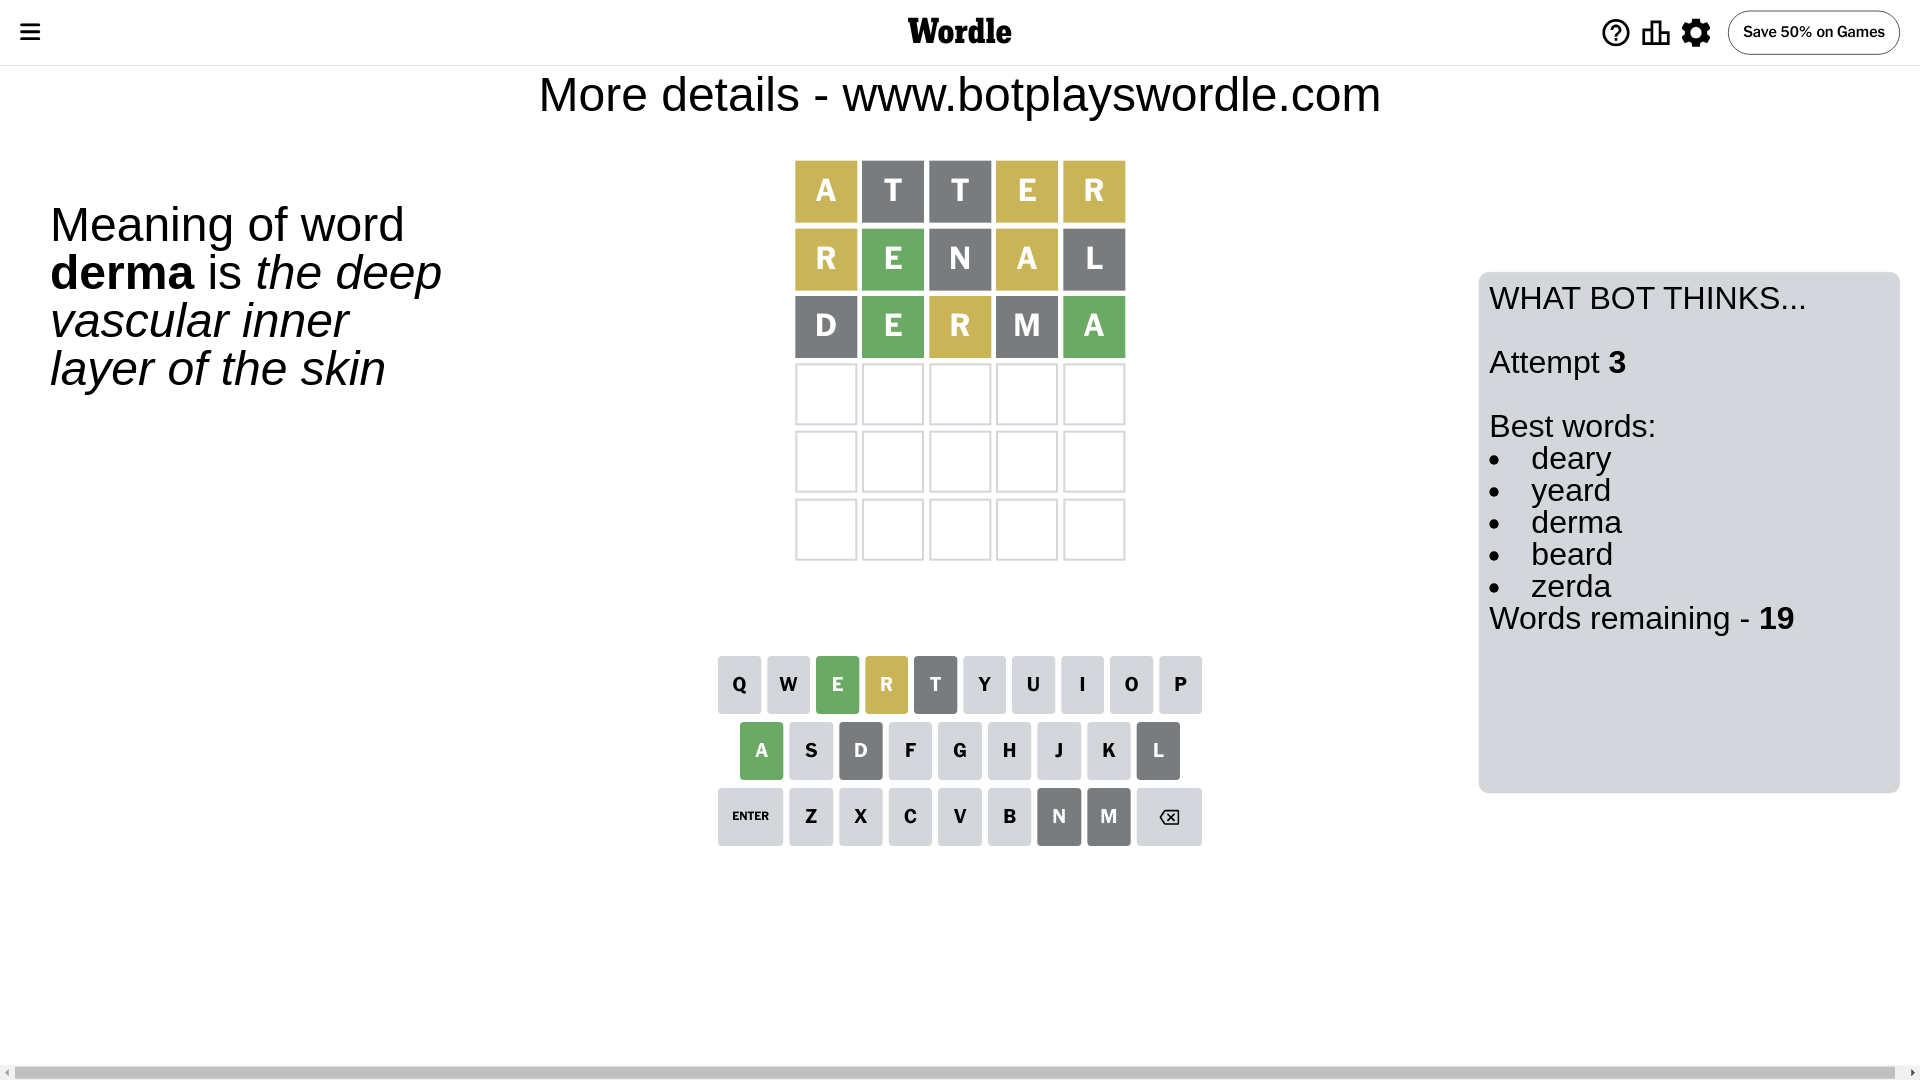 Wordle
Save 50% on Games
More details - www.botplayswordle.com
Meaning of word
derma is the deep
vascular inner
layer of the skin
A T T E R
R E N A L
D E R M A
WHAT BOT THINKS...
Attempt 3
Best words:
• deary
• yeard
• derma
• beard
• zerda
Words remaining - 19
Q W E R T Y U I O P
A S D F G H J K L
ENTER Z X C V B N M